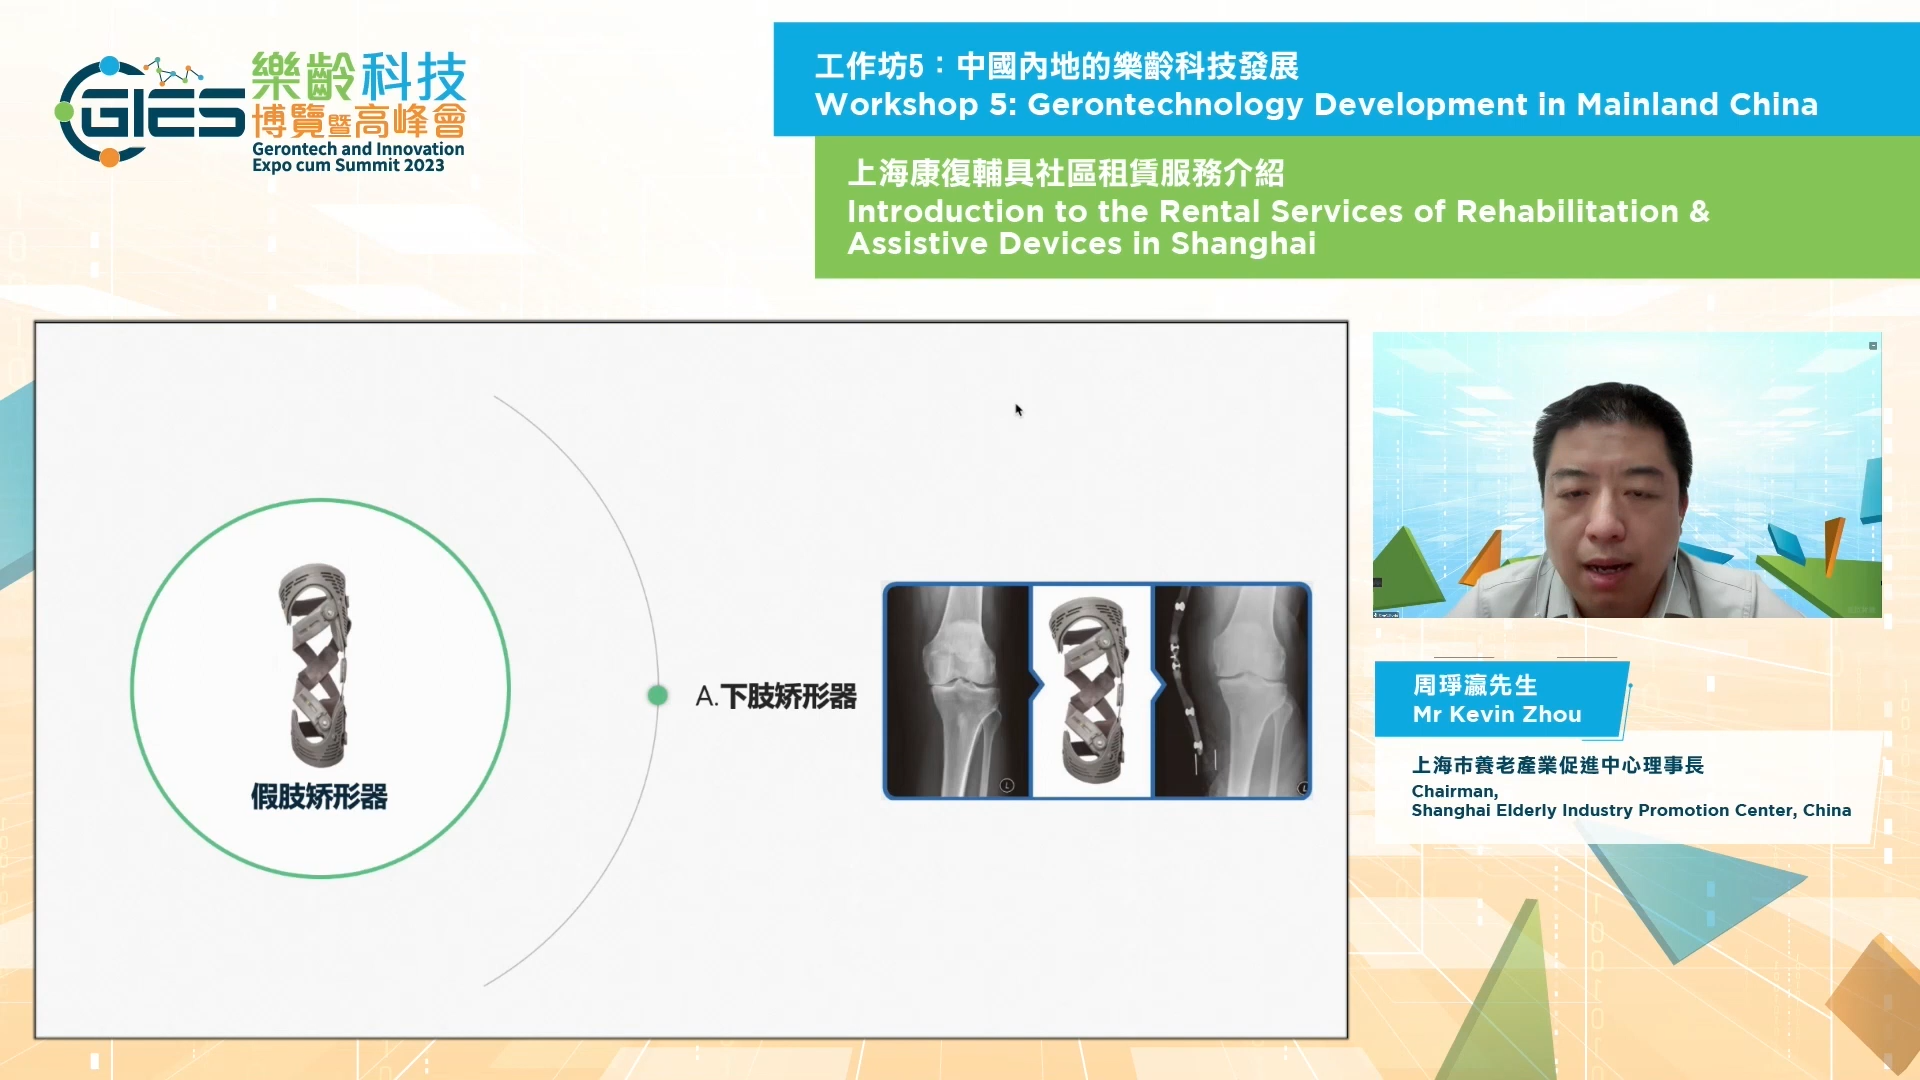 GIES
樂齡科技
博覽暨高峰會
Gerontech and Innovation
Expo cum Summit 2023
工作坊5：中國內地的樂齡科技發展
Workshop 5: Gerontechnology Development in Mainland China
上海康復輔具社區租賃服務介紹
Introduction to the Rental Services of Rehabilitation &
Assistive Devices in Shanghai
假肢矫形器
A.下肢矫形器
L
L
周琤瀛先生
Mr Kevin Zhou
上海市養老產業促進中心理事長
Chairman,
Shanghai Elderly Industry Promotion Center, China